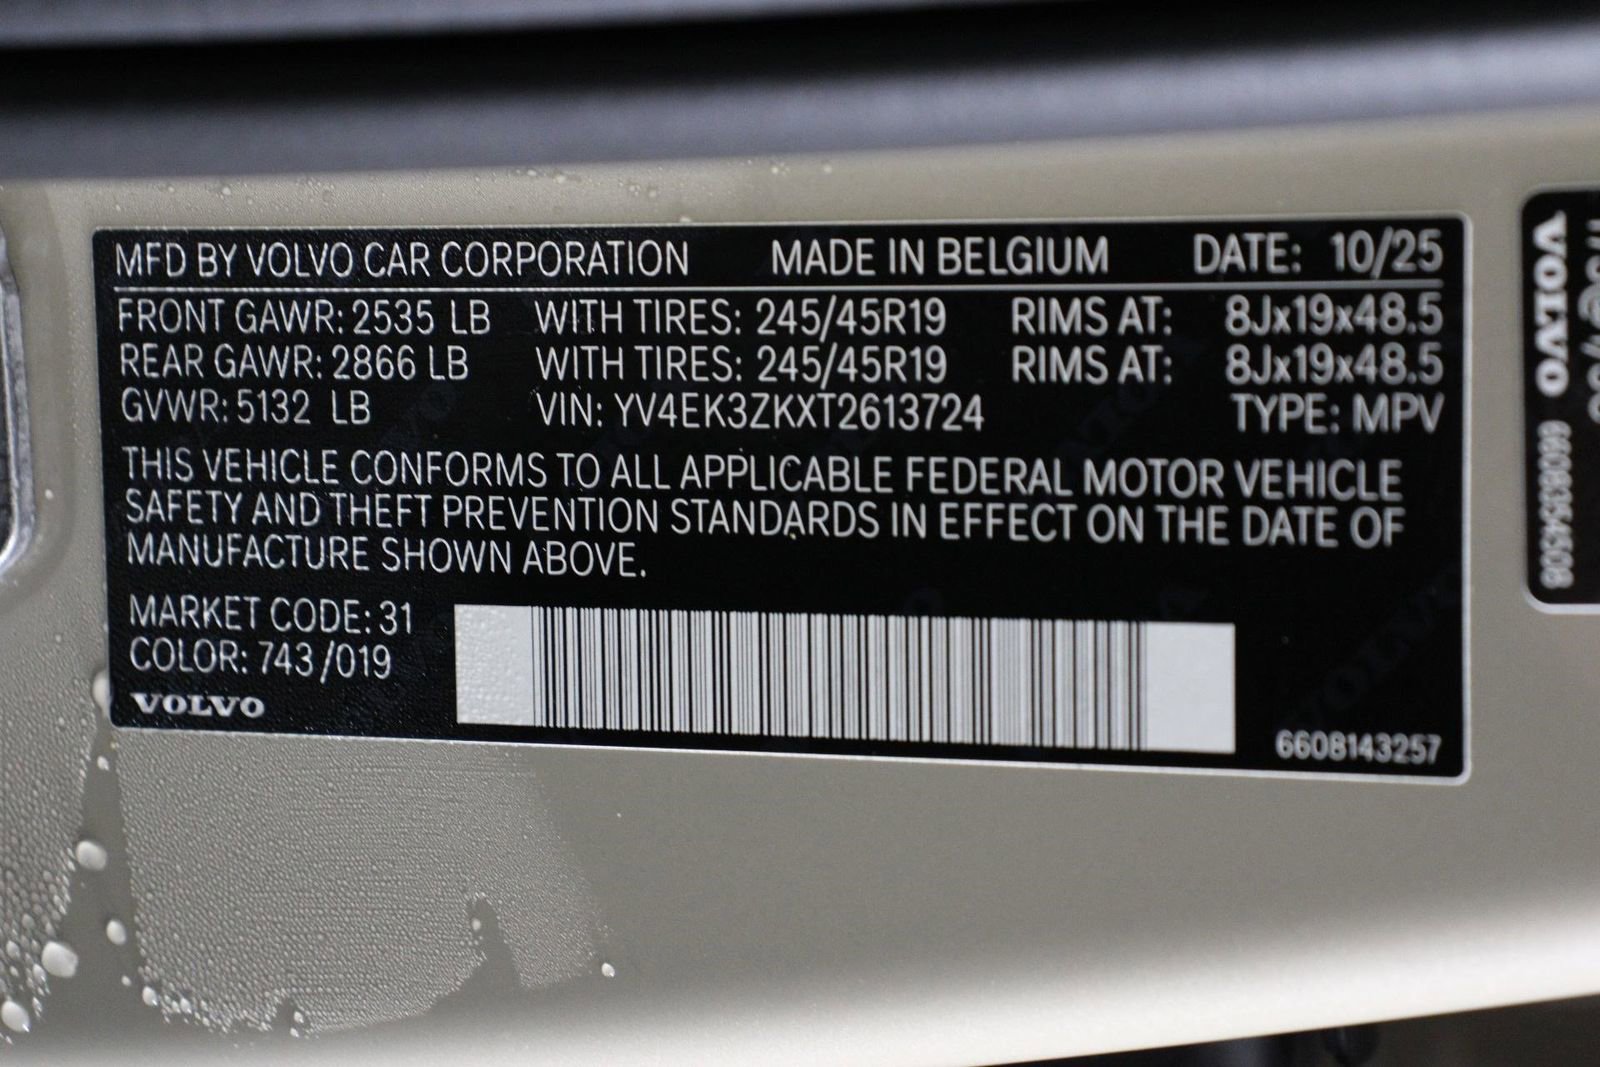 MFD BY VOLVO CAR CORPORATION MADE IN BELGIUM DATE: 10/25
FRONT GAWR: 2535 LB WITH TIRES: 245/45R19 RIMS AT: 8Jx19x48.5
REAR GAWR: 2866 LB WITH TIRES: 245/45R19 RIMS AT: 8Jx19x48.5
GVWR: 5132 LB VIN: YV4EK3ZKXT2613724 TYPE: MPV
THIS VEHICLE CONFORMS TO ALL APPLICABLE FEDERAL MOTOR VEHICLE
SAFETY AND THEFT PREVENTION STANDARDS IN EFFECT ON THE DATE OF
MANUFACTURE SHOWN ABOVE.
MARKET CODE: 31
COLOR: 743/019
VOLVO
6608143257
VOLVO 6608354508